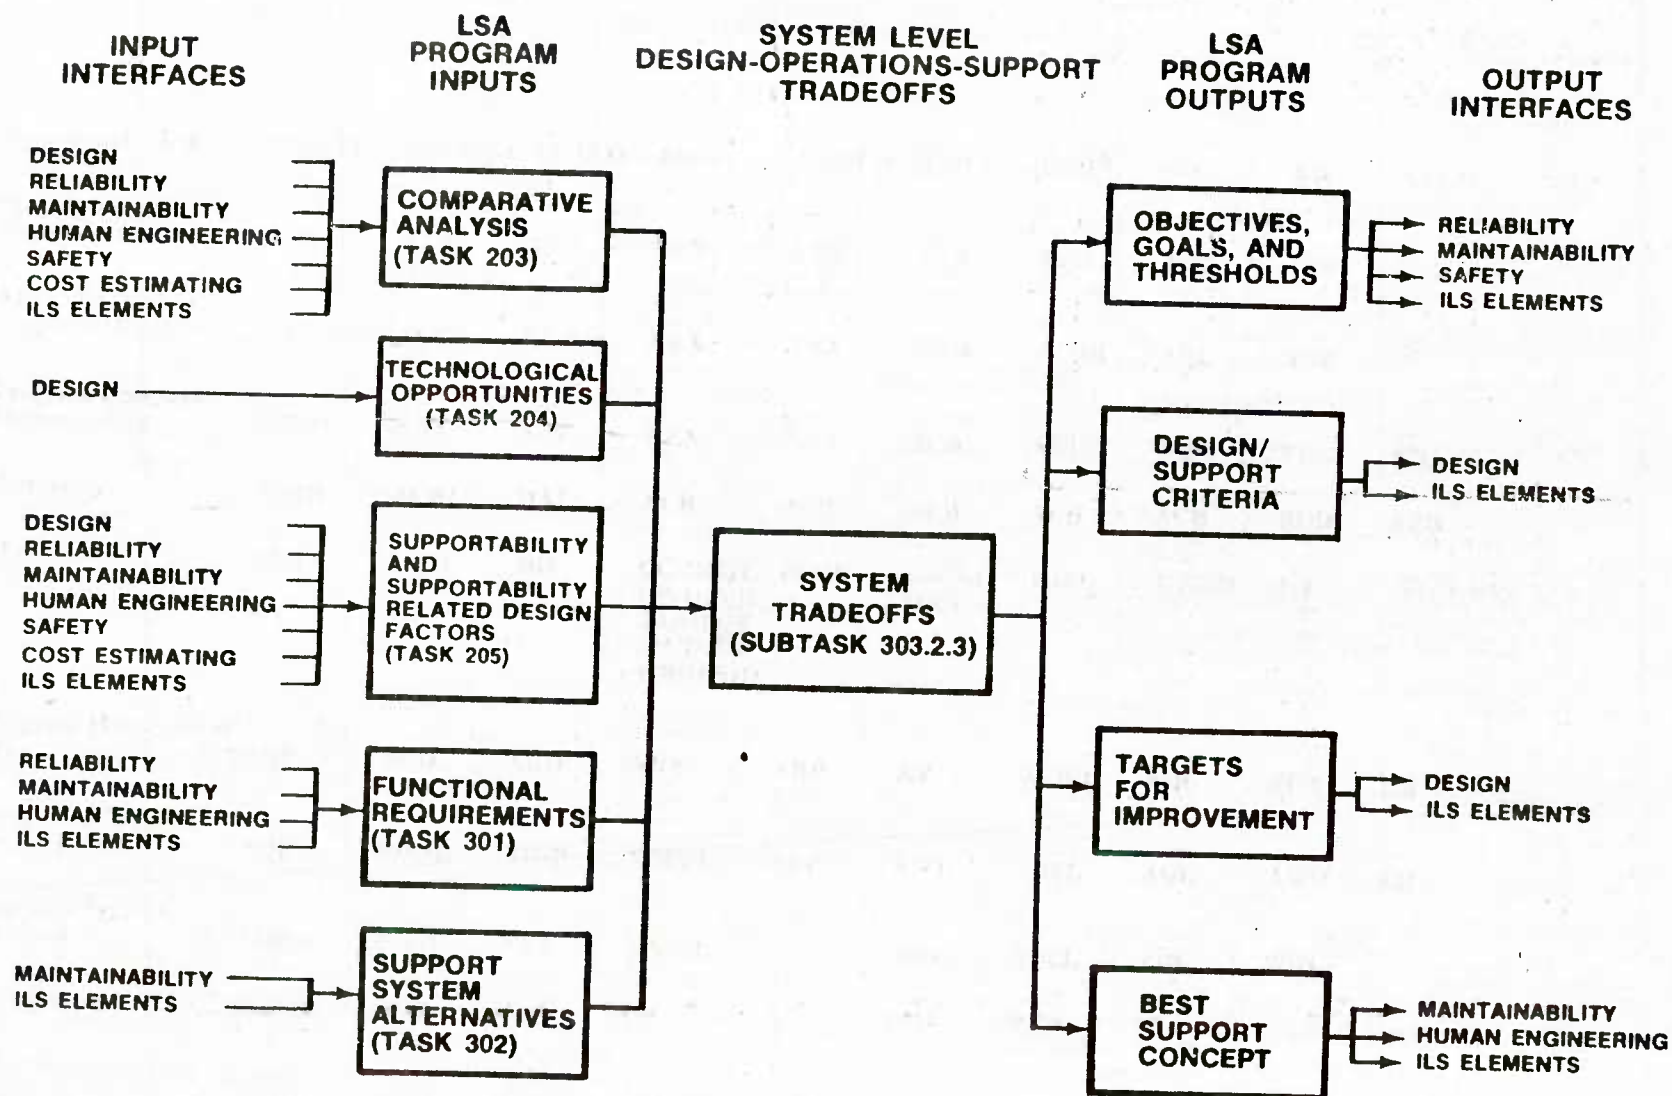 INPUT
INTERFACES
LSA
PROGRAM
INPUTS
SYSTEM LEVEL
DESIGN-OPERATIONS-SUPPORT
TRADEOFFS
LSA
PROGRAM
OUTPUTS
OUTPUT
INTERFACES
DESIGN
RELIABILITY
MAINTAINABILITY
HUMAN ENGINEERING
SAFETY
COST ESTIMATING
ILS ELEMENTS
COMPARATIVE
ANALYSIS
(TASK 203)
DESIGN
TECHNOLOGICAL
OPPORTUNITIES
(TASK 204)
DESIGN
RELIABILITY
MAINTAINABILITY
HUMAN ENGINEERING
SAFETY
COST ESTIMATING
ILS ELEMENTS
SUPPORTABILITY
AND
SUPPORTABILITY
RELATED DESIGN
FACTORS
(TASK 205)
RELIABILITY
MAINTAINABILITY
HUMAN ENGINEERING
ILS ELEMENTS
FUNCTIONAL
REQUIREMENTS
(TASK 301)
MAINTAINABILITY
ILS ELEMENTS
SUPPORT
SYSTEM
ALTERNATIVES
(TASK 302)
SYSTEM
TRADEOFFS
(SUBTASK 303.2.3)
OBJECTIVES,
GOALS, AND
THRESHOLDS
RELIABILITY
MAINTAINABILITY
SAFETY
ILS ELEMENTS
DESIGN/
SUPPORT
CRITERIA
DESIGN
ILS ELEMENTS
TARGETS
FOR
IMPROVEMENT
DESIGN
ILS ELEMENTS
BEST
SUPPORT
CONCEPT
MAINTAINABILITY
HUMAN ENGINEERING
ILS ELEMENTS